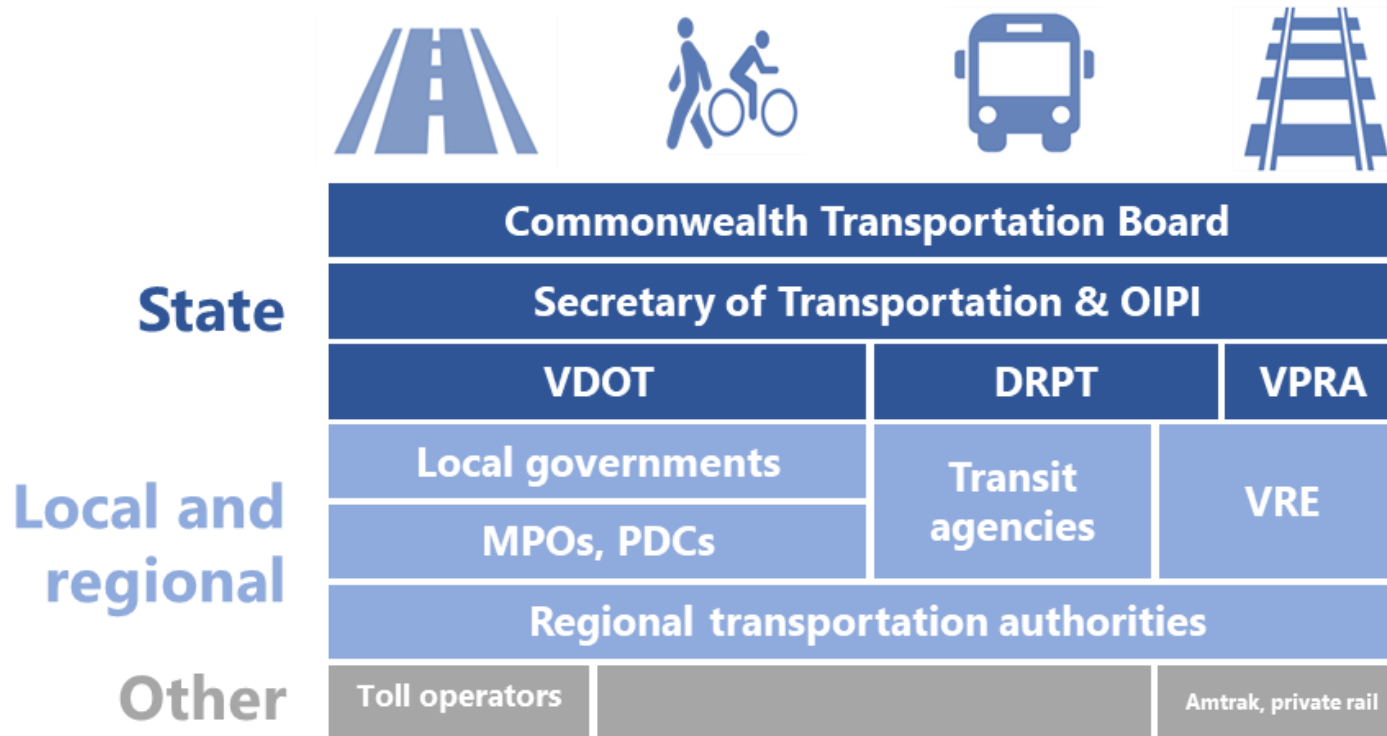 Commonwealth Transportation Board
State
Secretary of Transportation & OIPI
VDOT
DRPT
VPRA
Local and
regional
Local governments
Transit
agencies
VRE
MPOs, PDCs
Regional transportation authorities
Other
Toll operators
Amtrak, private rail